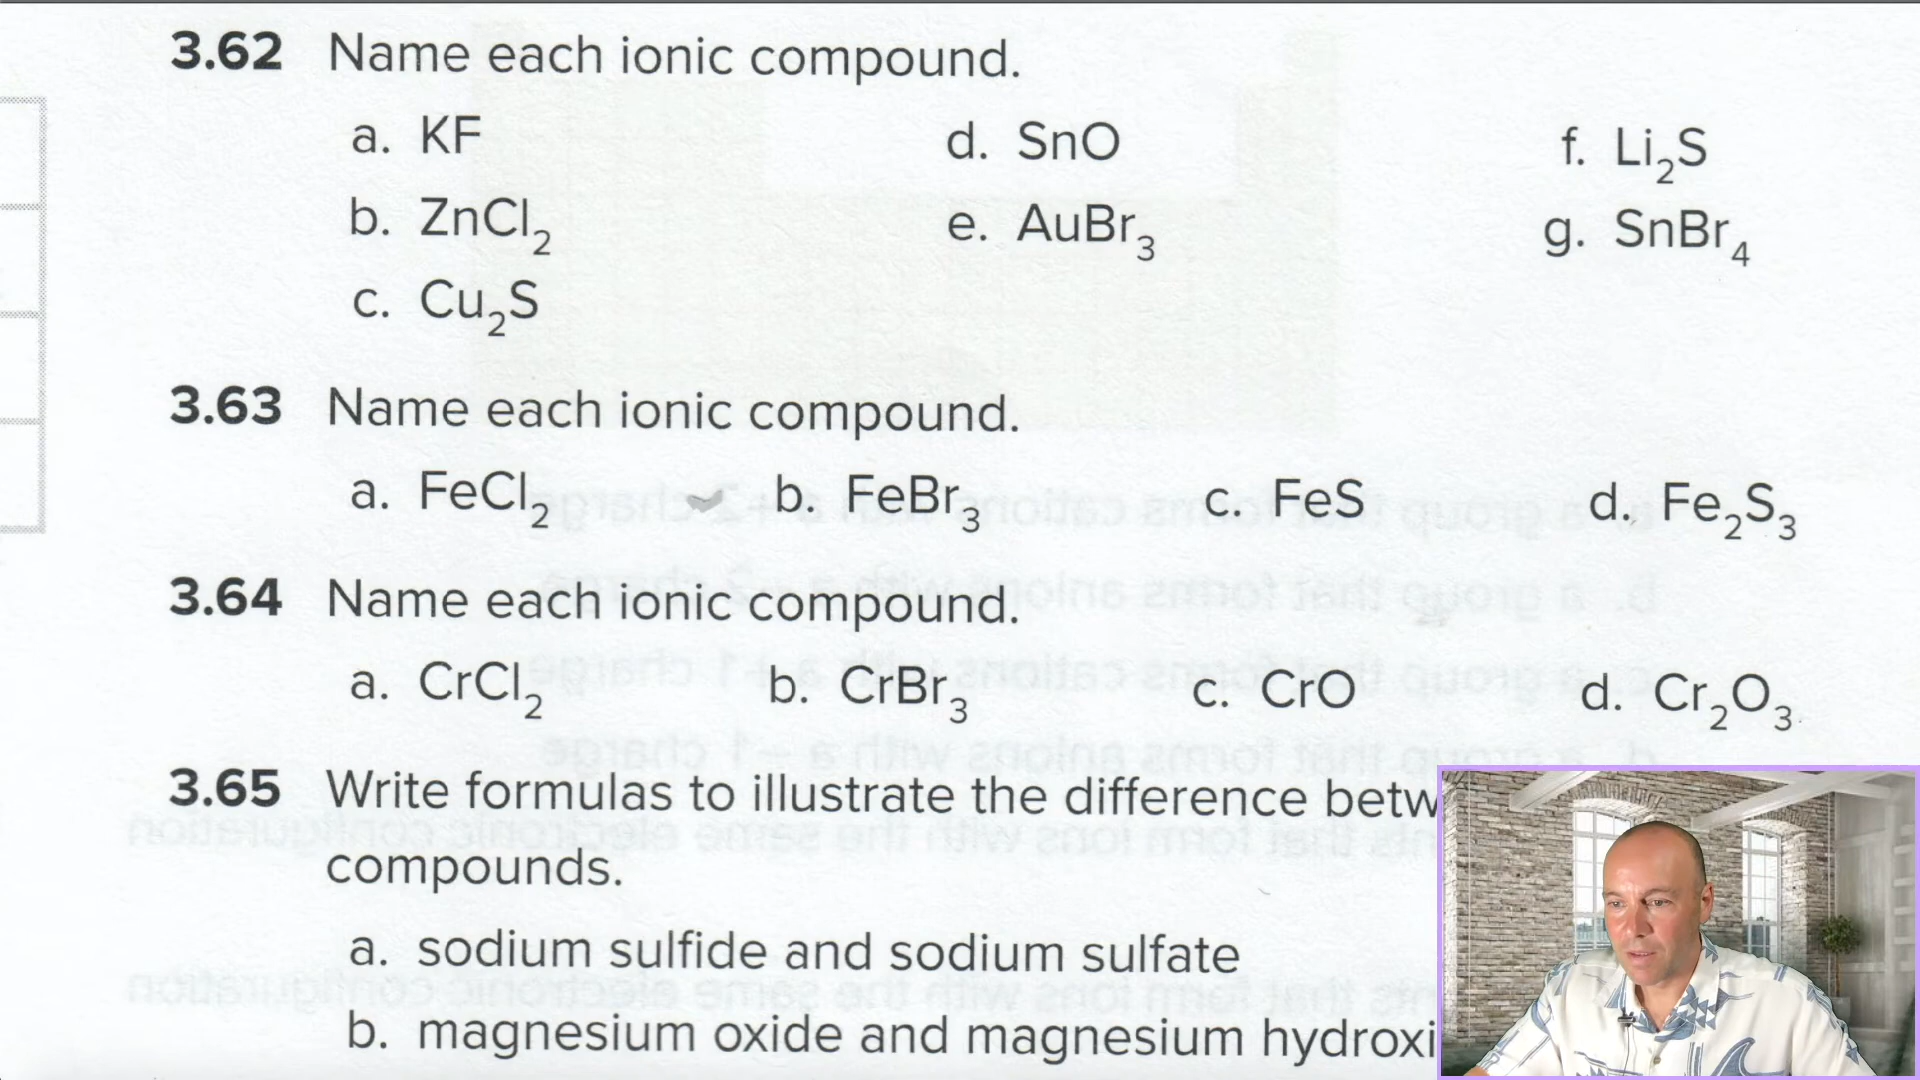 3.62 Name each ionic compound.
a. KF d. SnO f. Li₂S
b. ZnCl₂ e. AuBr₃ g. SnBr₄
c. Cu₂S
3.63 Name each ionic compound.
a. FeCl₂ b. FeBr₃ c. FeS d. Fe₂S₃
3.64 Name each ionic compound.
a. CrCl₂ b. CrBr₃ c. CrO d. Cr₂O₃
3.65 Write formulas to illustrate the difference betw
compounds.
a. sodium sulfide and sodium sulfate
b. magnesium oxide and magnesium hydroxi